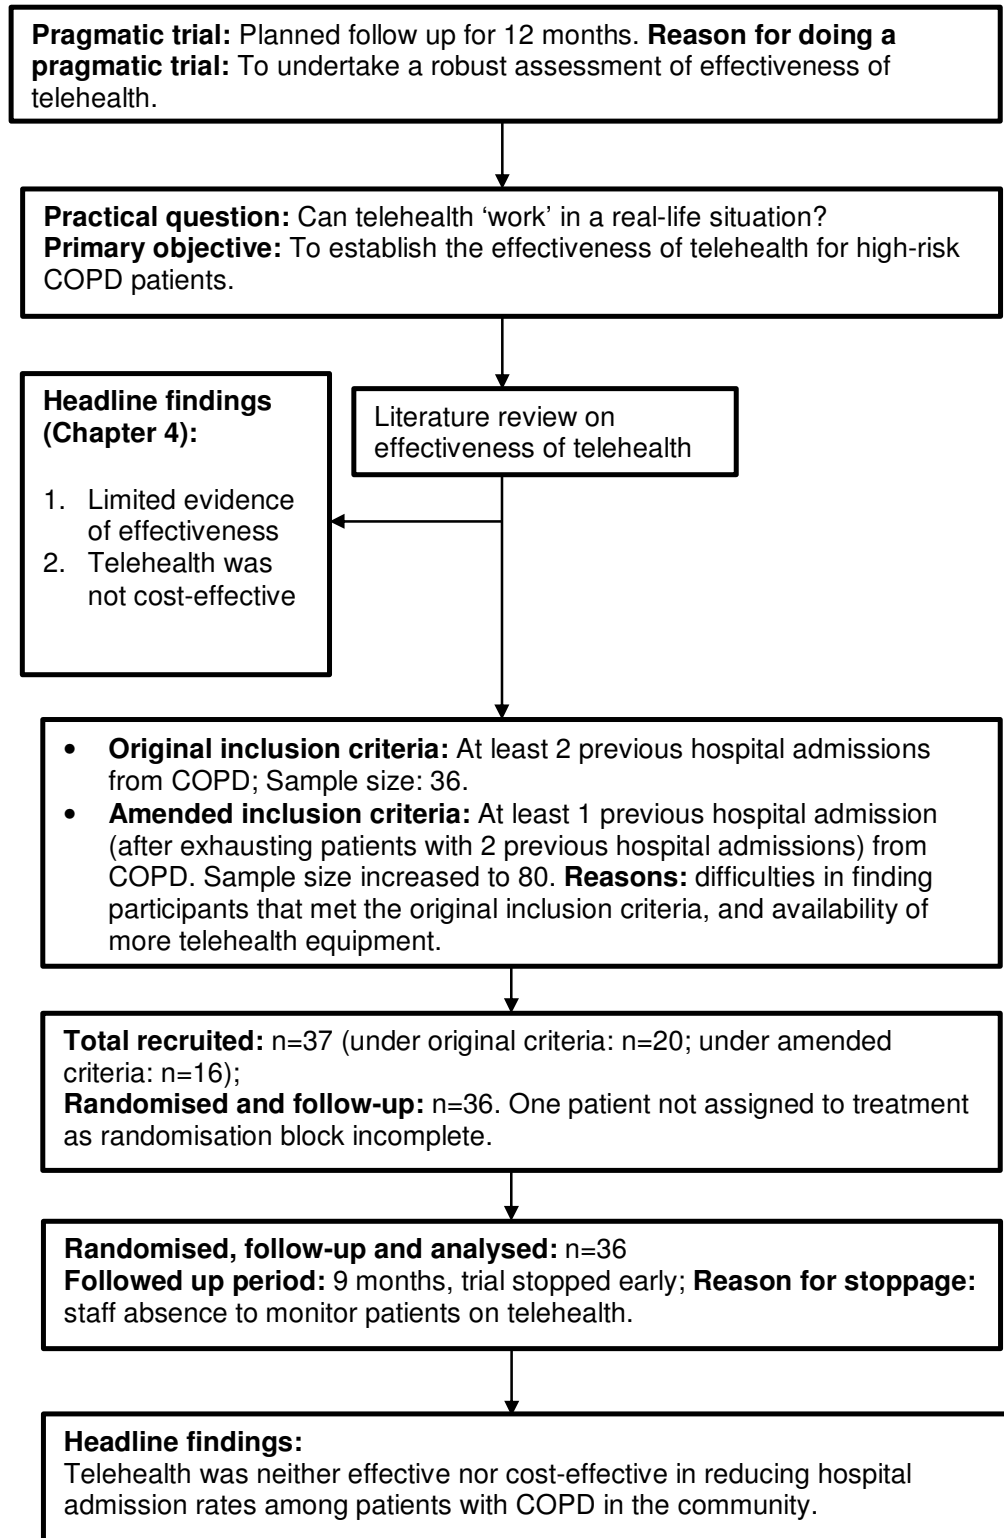 Pragmatic trial: Planned follow up for 12 months. Reason for doing a
pragmatic trial: To undertake a robust assessment of effectiveness of
telehealth.
Practical question: Can telehealth ‘work’ in a real-life situation?
Primary objective: To establish the effectiveness of telehealth for high-risk
COPD patients.
Headline findings
(Chapter 4):
1. Limited evidence
of effectiveness
2. Telehealth was
not cost-effective
Literature review on
effectiveness of telehealth
• Original inclusion criteria: At least 2 previous hospital admissions
from COPD; Sample size: 36.
• Amended inclusion criteria: At least 1 previous hospital admission
(after exhausting patients with 2 previous hospital admissions) from
COPD. Sample size increased to 80. Reasons: difficulties in finding
participants that met the original inclusion criteria, and availability of
more telehealth equipment.
Total recruited: n=37 (under original criteria: n=20; under amended
criteria: n=16);
Randomised and follow-up: n=36. One patient not assigned to treatment
as randomisation block incomplete.
Randomised, follow-up and analysed: n=36
Followed up period: 9 months, trial stopped early; Reason for stoppage:
staff absence to monitor patients on telehealth.
Headline findings:
Telehealth was neither effective nor cost-effective in reducing hospital
admission rates among patients with COPD in the community.